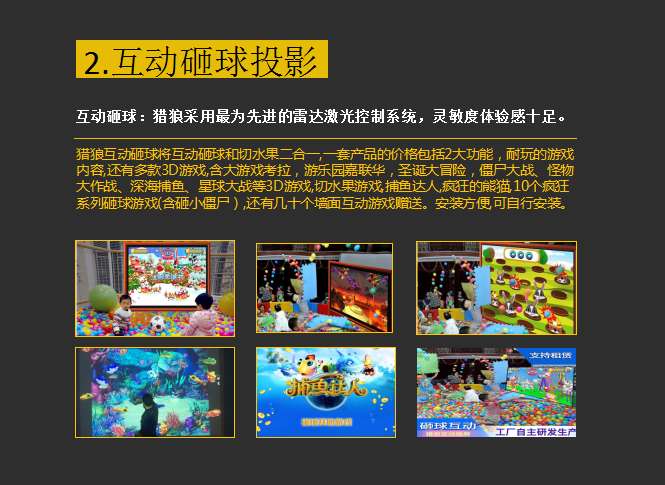 2.互动砸球投影
互动砸球：猎狼采用最为先进的雷达激光控制系统，灵敏度体验感十足。
猎狼互动砸球将互动砸球和切水果二合一,一套产品的价格包括2大功能，耐玩的游戏
内容,还有多款3D游戏,含大游戏考拉，游乐园嘉联华，圣诞大冒险，僵尸大战、怪物
大作战、深海捕鱼、星球大战等3D游戏,切水果游戏,捕鱼达人,疯狂的熊猫,10个疯狂
系列砸球游戏(含砸小僵尸）,还有几十个墙面互动游戏赠送。安装方便,可自行安装。
捕鱼达人
支持租赁
砸球互动
工厂自主研发生产